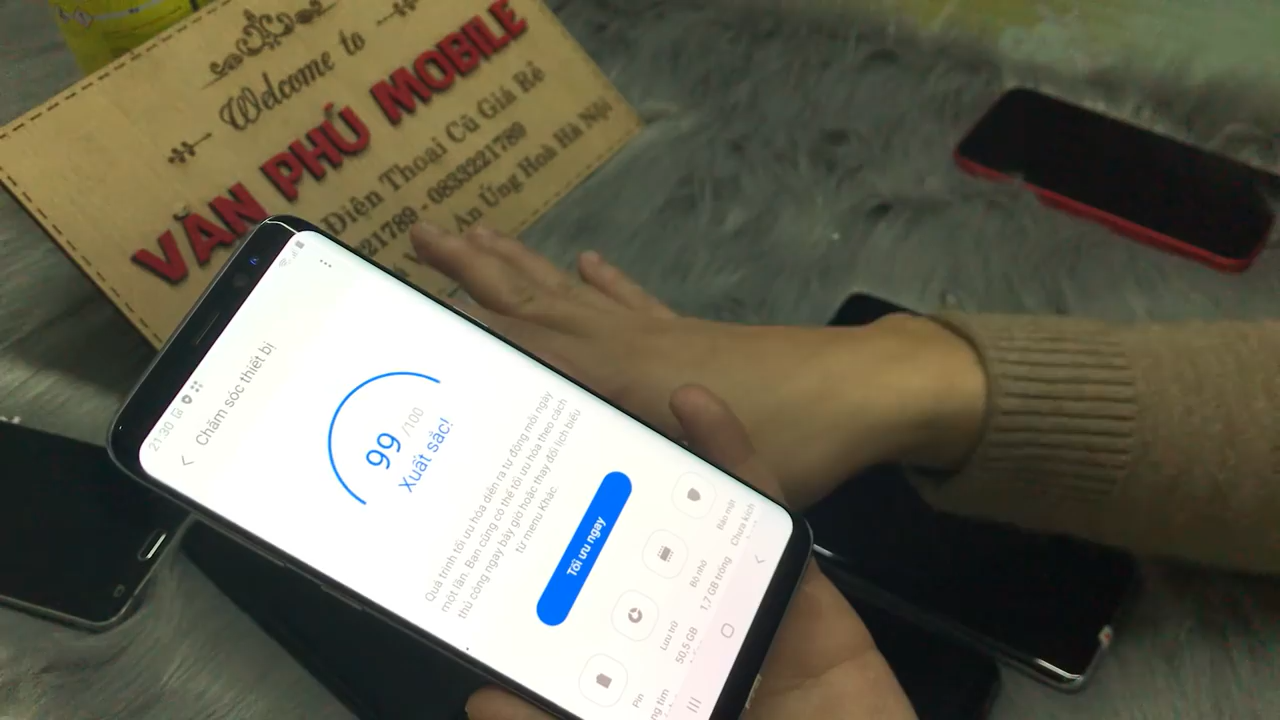 Welcome to
VĂN PHÚ MOBILE
Điện Thoại Cũ Giá Rẻ
21789 - 0833221789
An Ứng Hoà Hà Nội
21:30
Chăm sóc thiết bị
99 /100
Xuất sắc!
Quá trình tối ưu hóa diễn ra tự động mỗi ngày
một lần. Bạn cũng có thể tối ưu hóa theo cách
thủ công ngay bây giờ hoặc thay đổi lịch biểu
từ menu Khác
Tối ưu ngay
Pin
Lưu trữ
50,5 GB
Bộ nhớ
1,7 GB trống
Bảo mật
Chưa kích